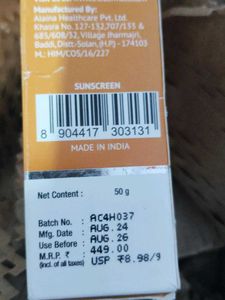 Manufactured By:
Alaina Healthcare Pvt. Ltd.
Khasra No. 127-132,707/133 &
685/608/32, Village Jharmajri,
Baddi, Distt.-Solan, (H.P.) - 174103
M.: HIM/COS/16/227
SUNSCREEN
8 904417 303131
MADE IN INDIA
Net Content : 50 g
Batch No. : AC4H037
Mfg. Date : AUG.24
Use Before : AUG.26
M.R.P. ₹ : 449.00
(incl. of all taxes) USP ₹8.98/g